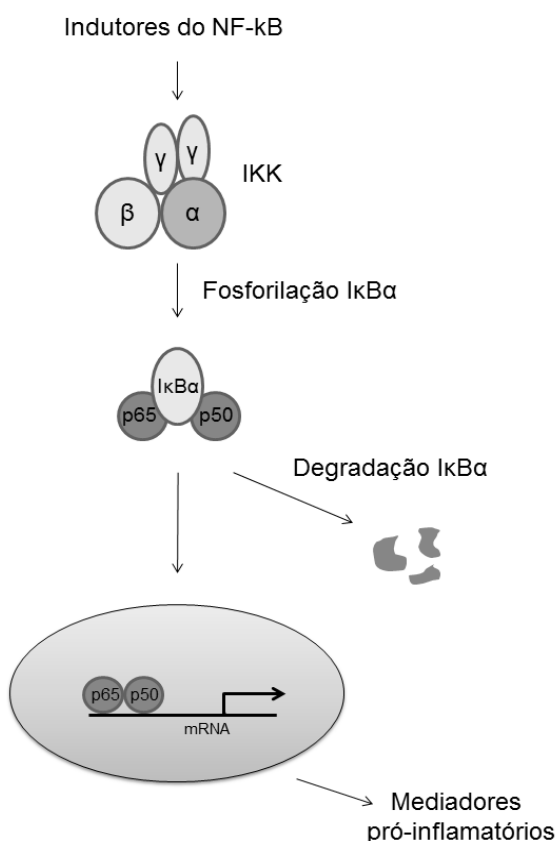 Indutores do NF-kB
γ γ
IKK
β α
Fosforilação IκBα
IκBα
p65 p50
Degradação IκBα
p65 p50
mRNA
Mediadores
pró-inflamatórios